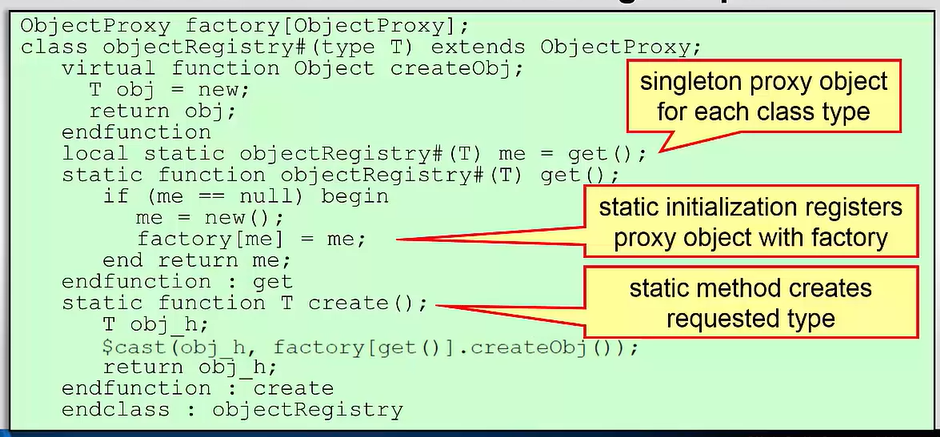 ObjectProxy factory[ObjectProxy];
class objectRegistry#(type T) extends ObjectProxy;
virtual function Object createObj;
T obj = new;
return obj;
endfunction
local static objectRegistry#(T) me = get();
static function objectRegistry#(T) get();
if (me == null) begin
me = new();
factory[me] = me;
end return me;
endfunction : get
static function T create();
T obj_h;
$cast(obj_h, factory[get()].createObj());
return obj_h;
endfunction : create
endclass : objectRegistry
singleton proxy object
for each class type
static initialization registers
proxy object with factory
static method creates
requested type